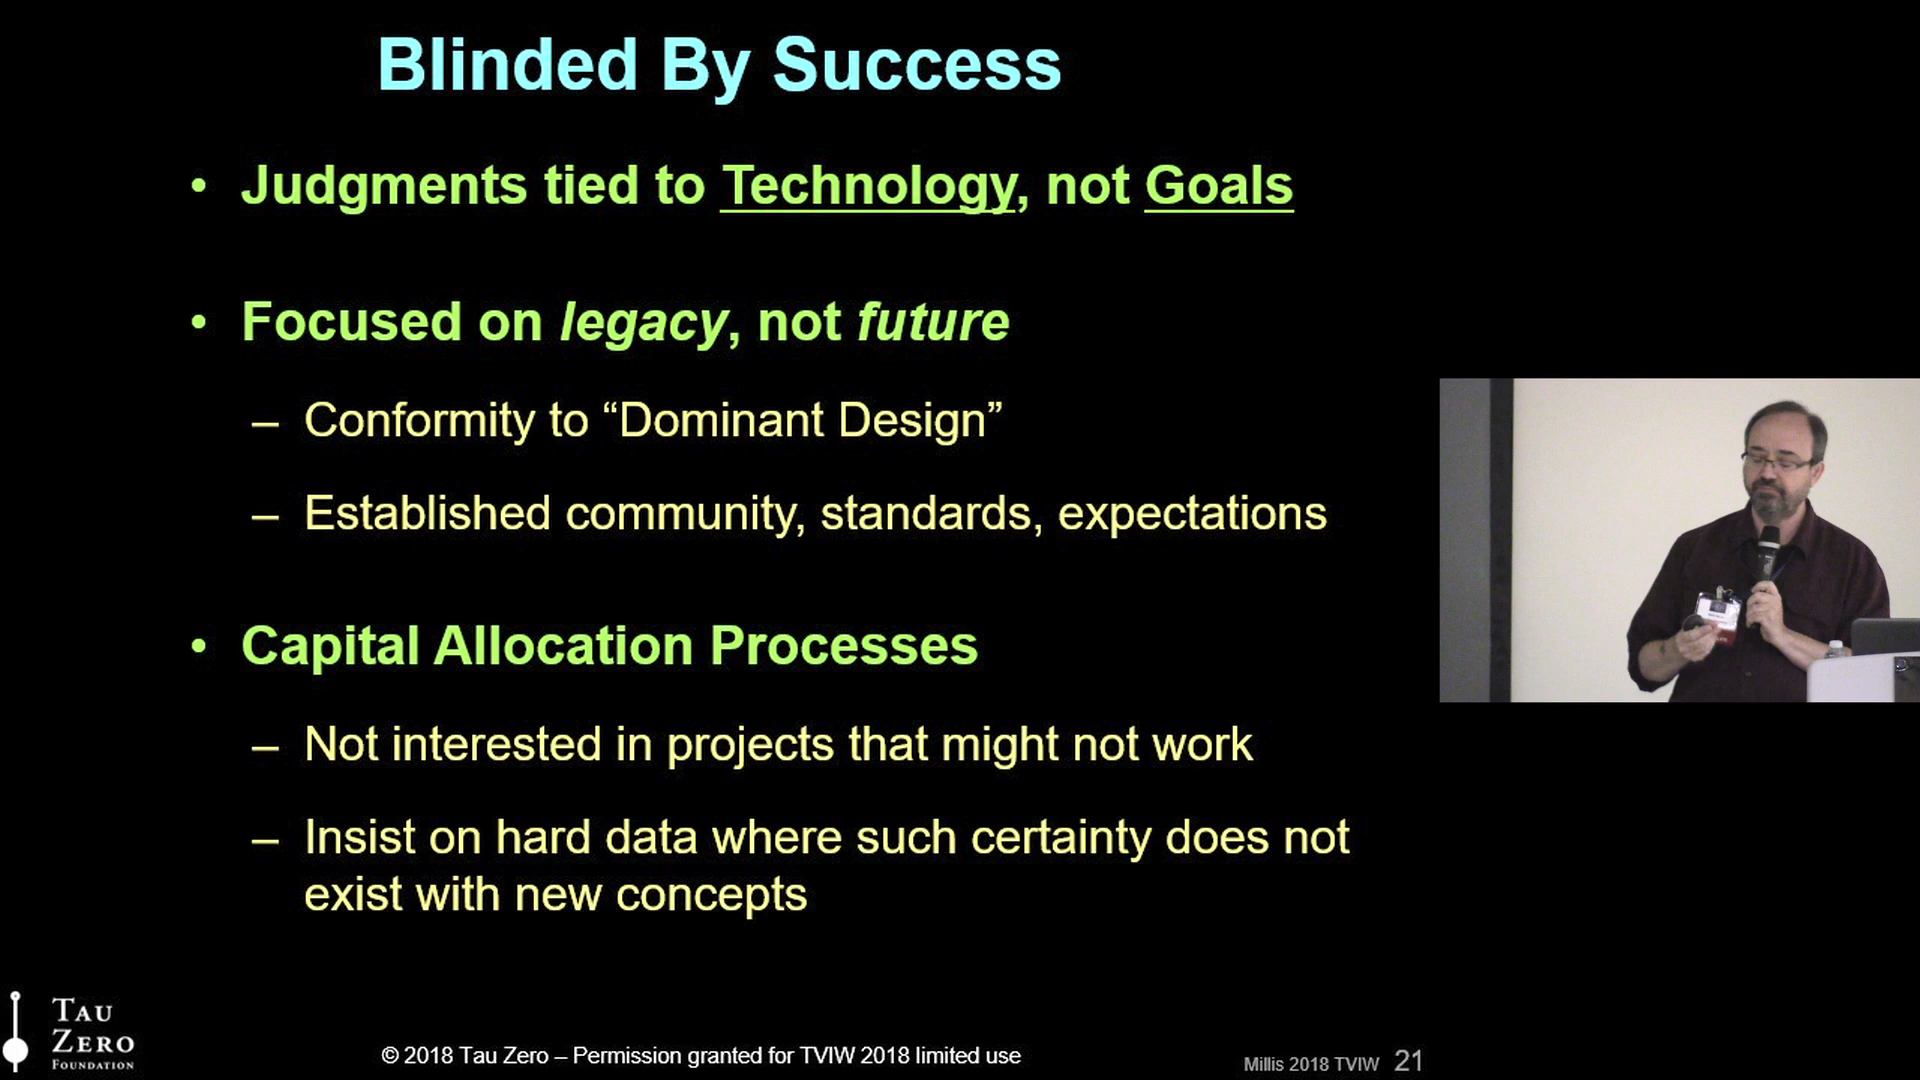 Blinded By Success
• Judgments tied to Technology, not Goals
• Focused on legacy, not future
– Conformity to “Dominant Design”
– Established community, standards, expectations
• Capital Allocation Processes
– Not interested in projects that might not work
– Insist on hard data where such certainty does not
exist with new concepts
TAU
ZERO
FOUNDATION
© 2018 Tau Zero – Permission granted for TVIW 2018 limited use
Millis 2018 TVIW 21